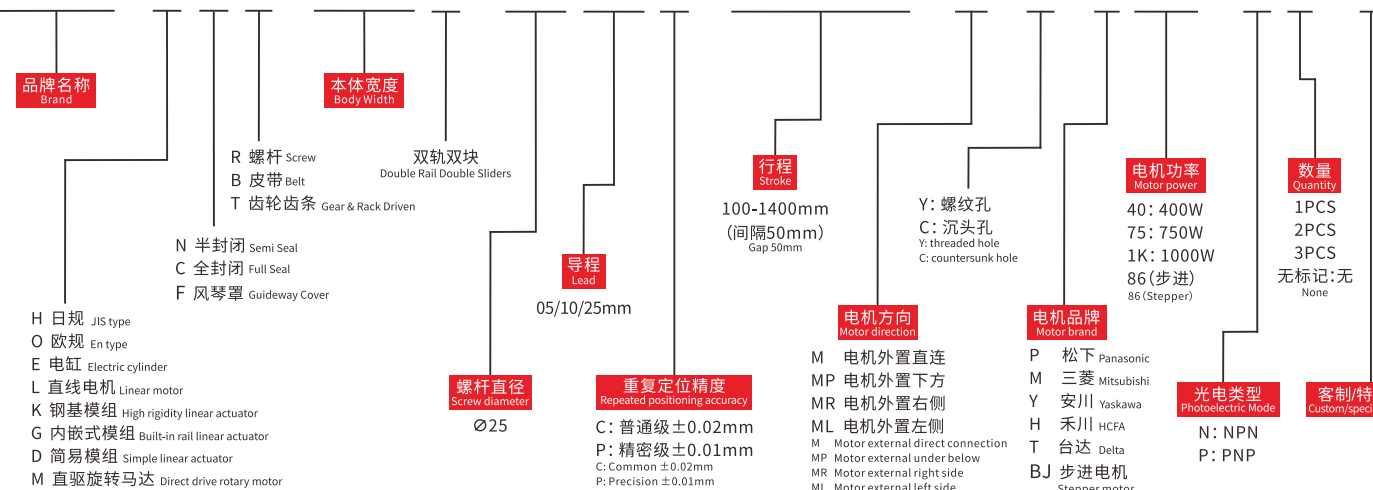 品牌名称
Brand
本体宽度
Body Width
R 螺杆 Screw
B 皮带 Belt
T 齿轮齿条 Gear & Rack Driven
双轨双块
Double Rail Double Sliders
N 半封闭 Semi Seal
C 全封闭 Full Seal
F 风琴罩 Guideway Cover
H 日规 JIS type
O 欧规 En type
E 电缸 Electric cylinder
L 直线电机 Linear motor
K 钢基模组 High rigidity linear actuator
G 内嵌式模组 Built-in rail linear actuator
D 简易模组 Simple linear actuator
M 直驱旋转马达 Direct drive rotary motor
螺杆直径
Screw diameter
∅25
导程
Lead
05/10/25mm
重复定位精度
Repeated positioning accuracy
C: 普通级±0.02mm
P: 精密级±0.01mm
C: Common ±0.02mm
P: Precision ±0.01mm
行程
Stroke
100-1400mm
(间隔50mm)
Gap 50mm
电机方向
Motor direction
M 电机外置直连
MP 电机外置下方
MR 电机外置右侧
ML 电机外置左侧
M Motor external direct connection
MP Motor external under below
MR Motor external right side
ML Motor external left side
Y: 螺纹孔
C: 沉头孔
Y: threaded hole
C: countersunk hole
电机品牌
Motor brand
P 松下 Panasonic
M 三菱 Mitsubishi
Y 安川 Yaskawa
H 禾川 HCFA
T 台达 Delta
BJ 步进电机
Stepper motor
电机功率
Motor power
40: 400W
75: 750W
1K: 1000W
86(步进)
86(Stepper)
光电类型
Photoelectric Mode
N: NPN
P: PNP
数量
Quantity
1PCS
2PCS
3PCS
无标记:无
None
客制/特
Custom/speci